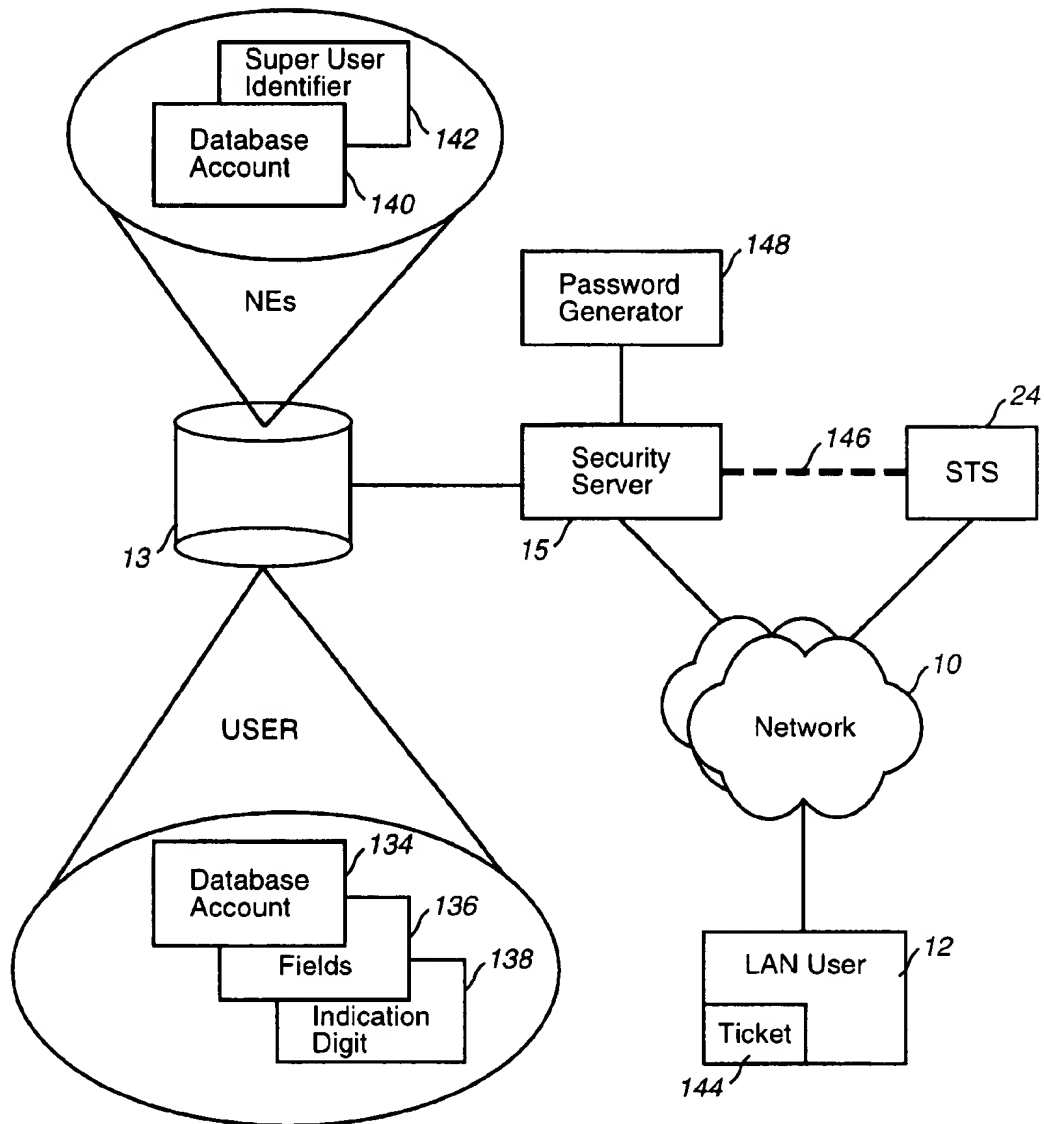 Super User
Identifier
142
Database
Account
140
NEs
148
Password
Generator
13
Security
Server
15
146
24
STS
10
Network
USER
134
Database
Account
136
Fields
138
Indication
Digit
LAN User
12
Ticket
144